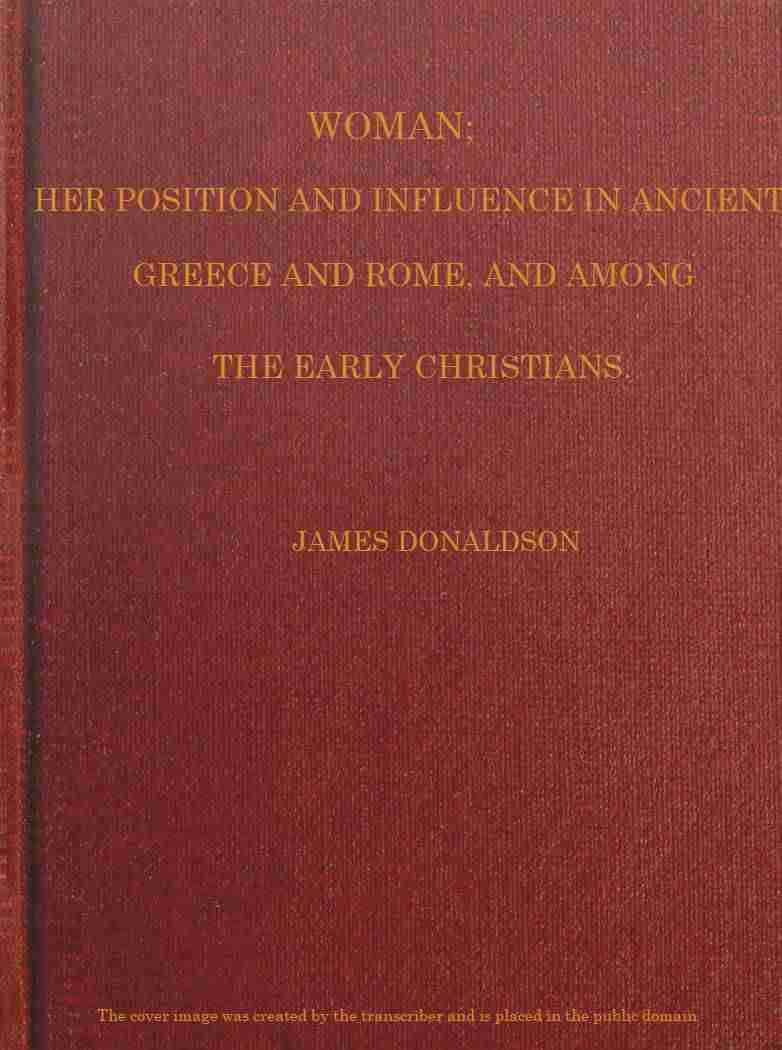 WOMAN;
HER POSITION AND INFLUENCE IN ANCIENT
GREECE AND ROME, AND AMONG
THE EARLY CHRISTIANS.
JAMES DONALDSON
The cover image was created by the transcriber and is placed in the public domain